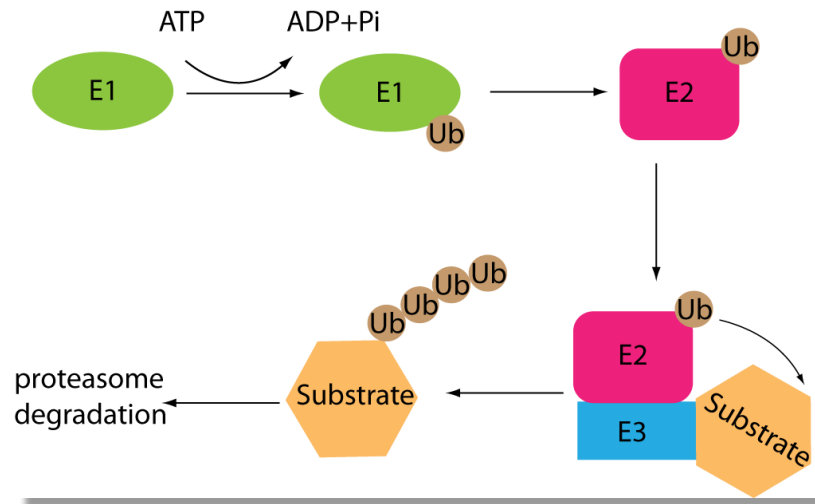 ATP
ADP+Pi
E1
E1
Ub
E2
Ub
E2
Ub
E3
Substrate
Ub
Ub
Ub
Ub
Substrate
proteasome
degradation